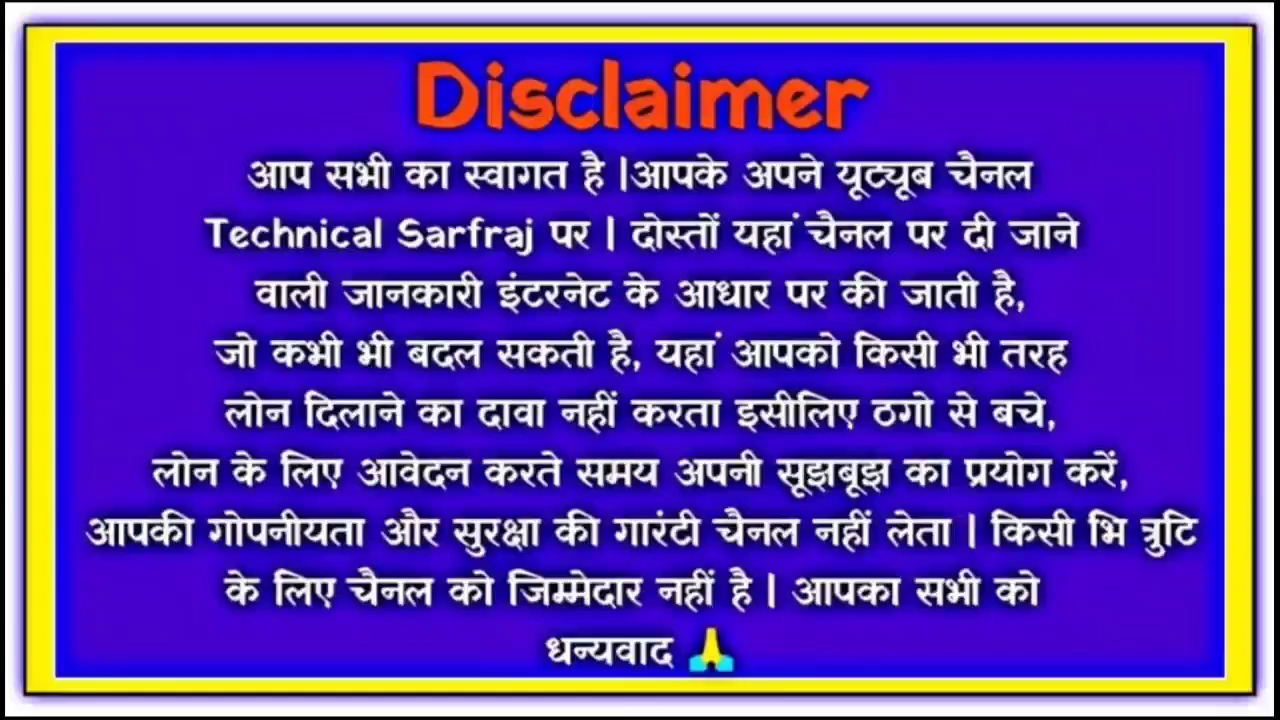 Disclaimer
आप सभी का स्वागत है |आपके अपने यूट्यूब चैनल
Technical Sarfraj पर | दोस्तों यहां चैनल पर दी जाने
वाली जानकारी इंटरनेट के आधार पर की जाती है,
जो कभी भी बदल सकती है, यहां आपको किसी भी तरह
लोन दिलाने का दावा नहीं करता इसीलिए ठगो से बचे,
लोन के लिए आवेदन करते समय अपनी सूझबूझ का प्रयोग करें,
आपकी गोपनीयता और सुरक्षा की गारंटी चैनल नहीं लेता | किसी भि त्रुटि
के लिए चैनल को जिम्मेदार नहीं है | आपका सभी को
धन्यवाद 🙏